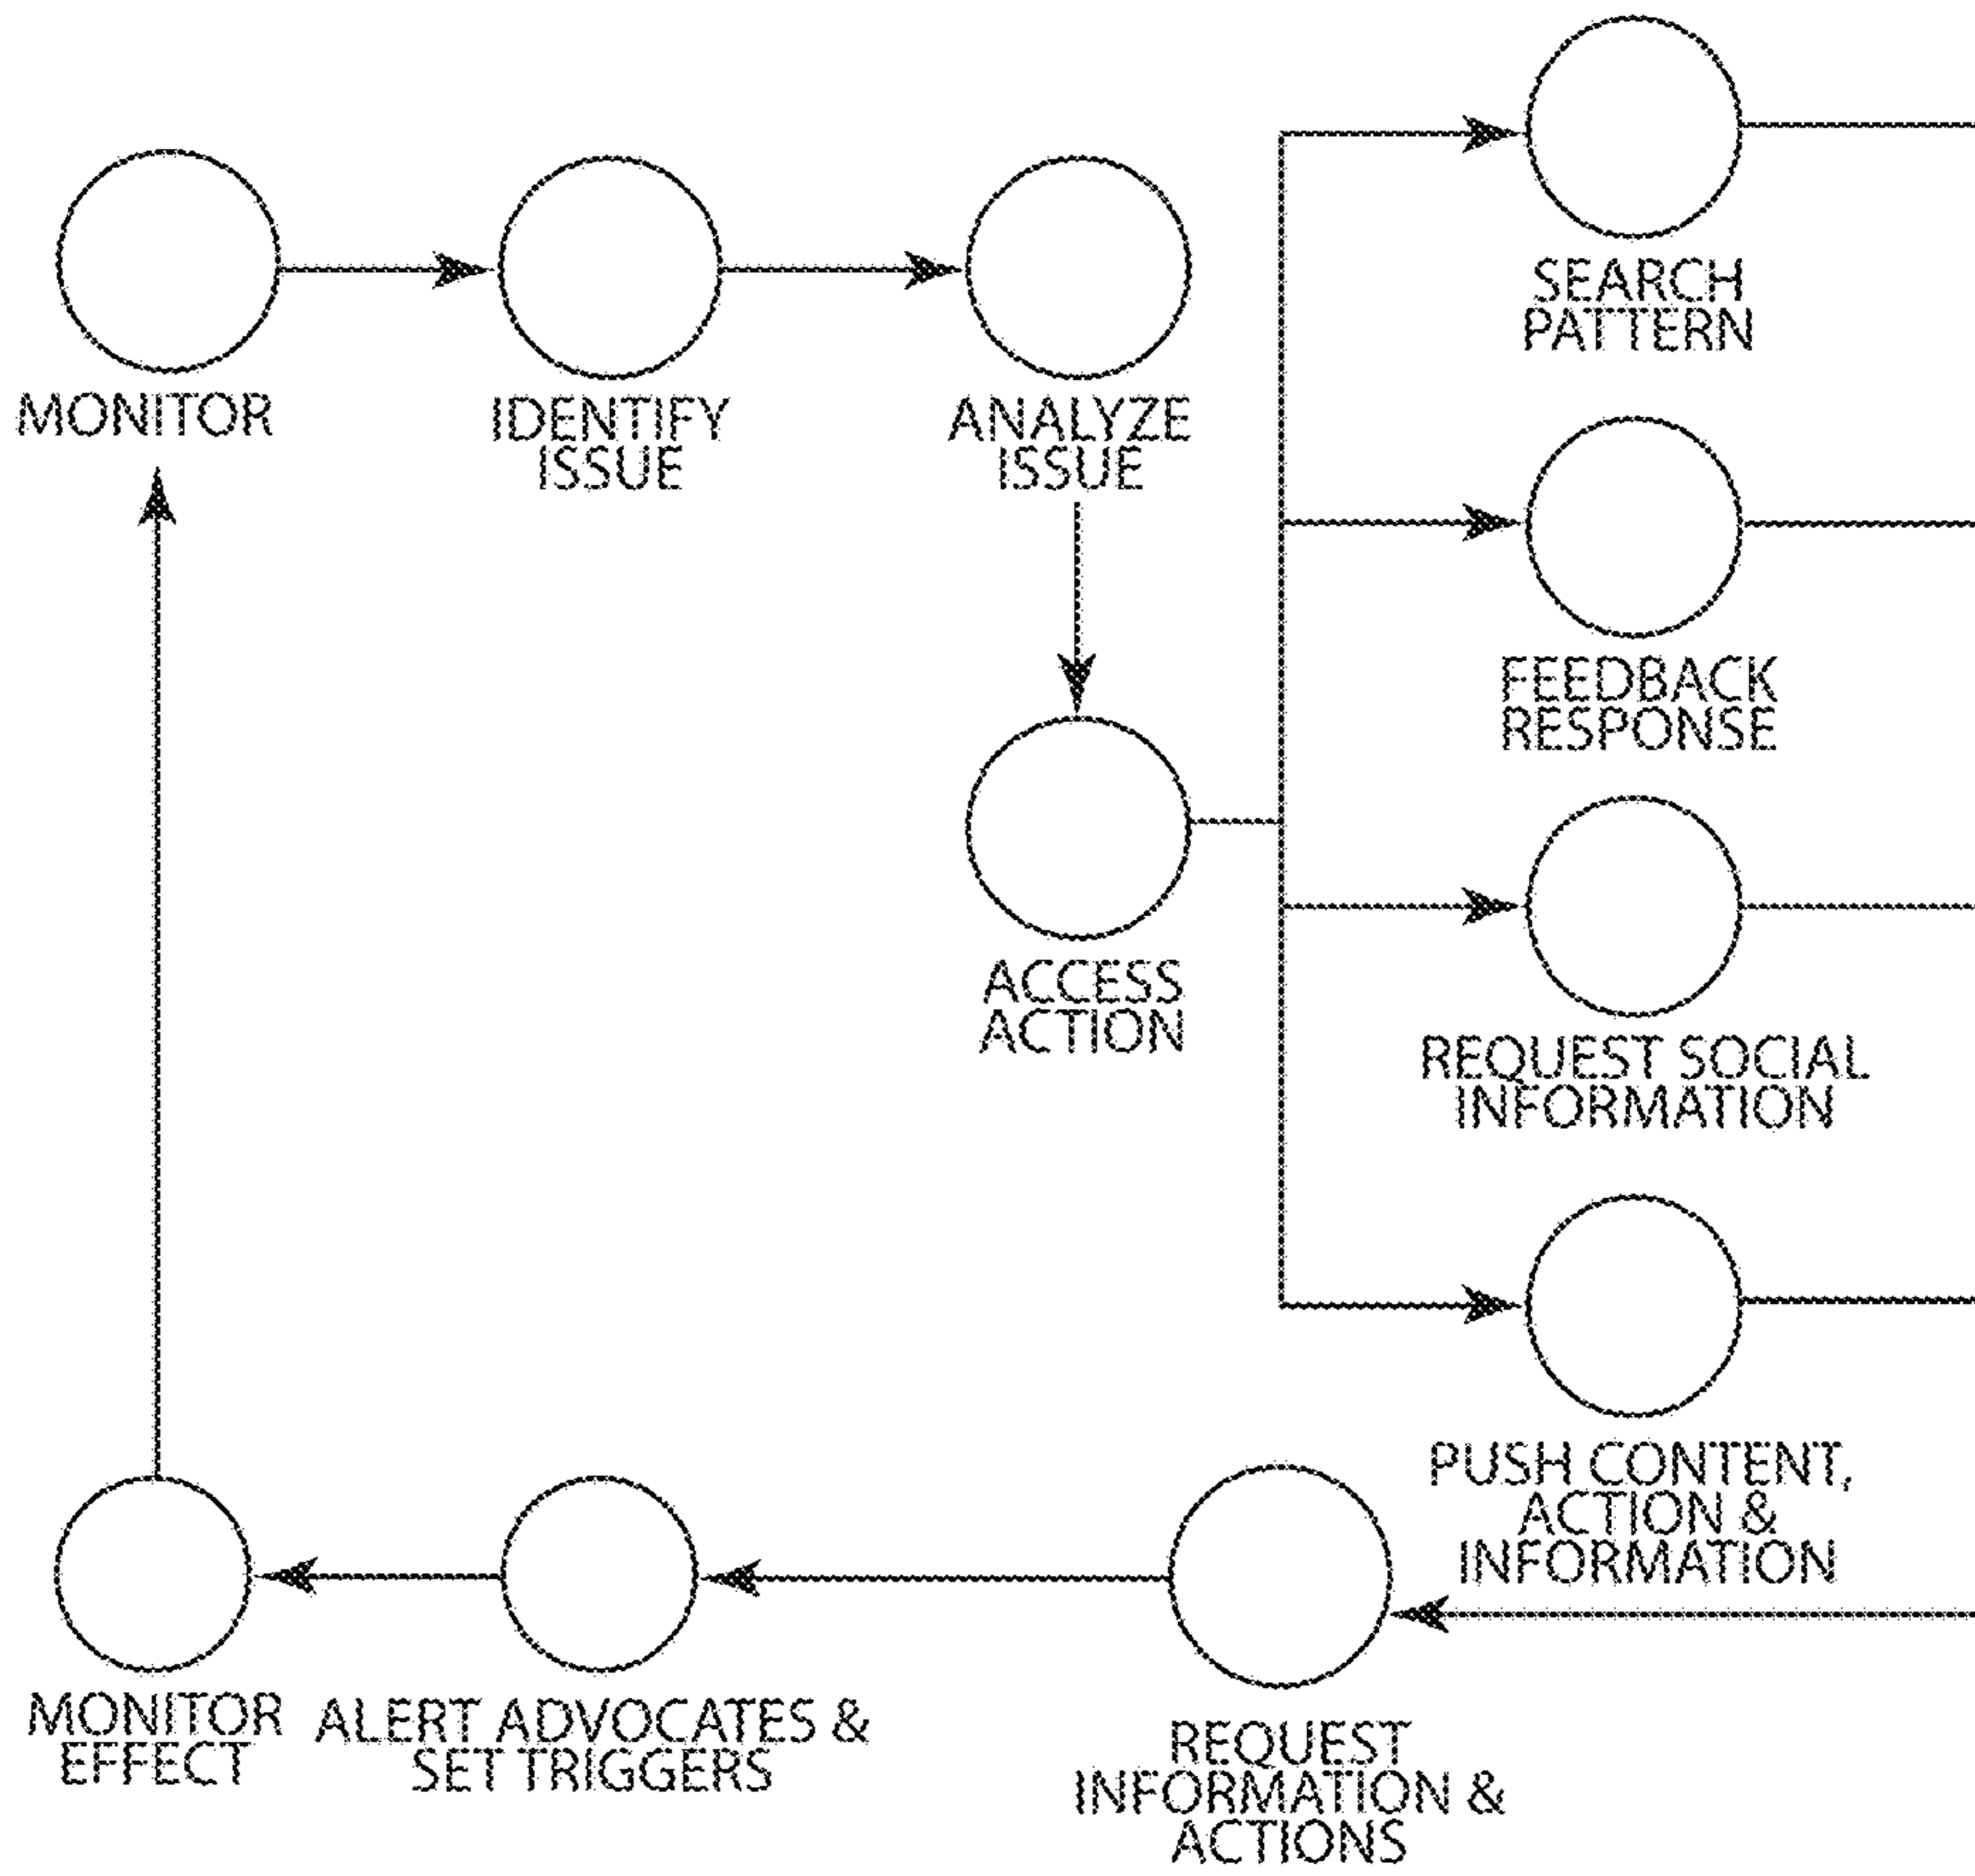 SEARCH
PATTERN
MONITOR
IDENTIFY
ISSUE
ANALYZE
ISSUE
FEEDBACK
RESPONSE
ACCESS
ACTION
REQUEST SOCIAL
INFORMATION
PUSH CONTENT,
ACTION &
INFORMATION
MONITOR
EFFECT
ALERT ADVOCATES &
SET TRIGGERS
REQUEST
INFORMATION &
ACTIONS